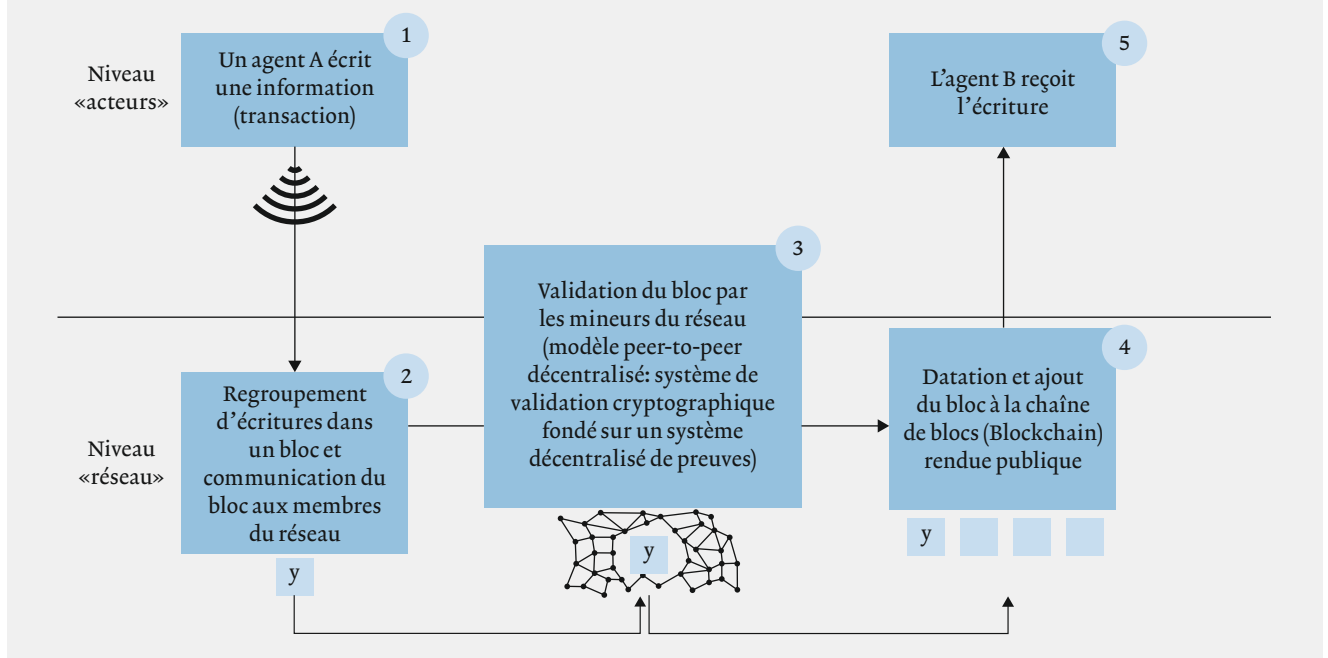 Niveau
«acteurs»
1
Un agent A écrit
une information
(transaction)
5
L’agent B reçoit
l’écriture
3
Validation du bloc par
les mineurs du réseau
(modèle peer-to-peer
décentralisé: système de
validation cryptographique
fondé sur un système
décentralisé de preuves)
Niveau
«réseau»
2
Regroupement
d’écritures dans
un bloc et
communication du
bloc aux membres
du réseau
4
Datation et ajout
du bloc à la chaîne
de blocs (Blockchain)
rendue publique
y
y
y